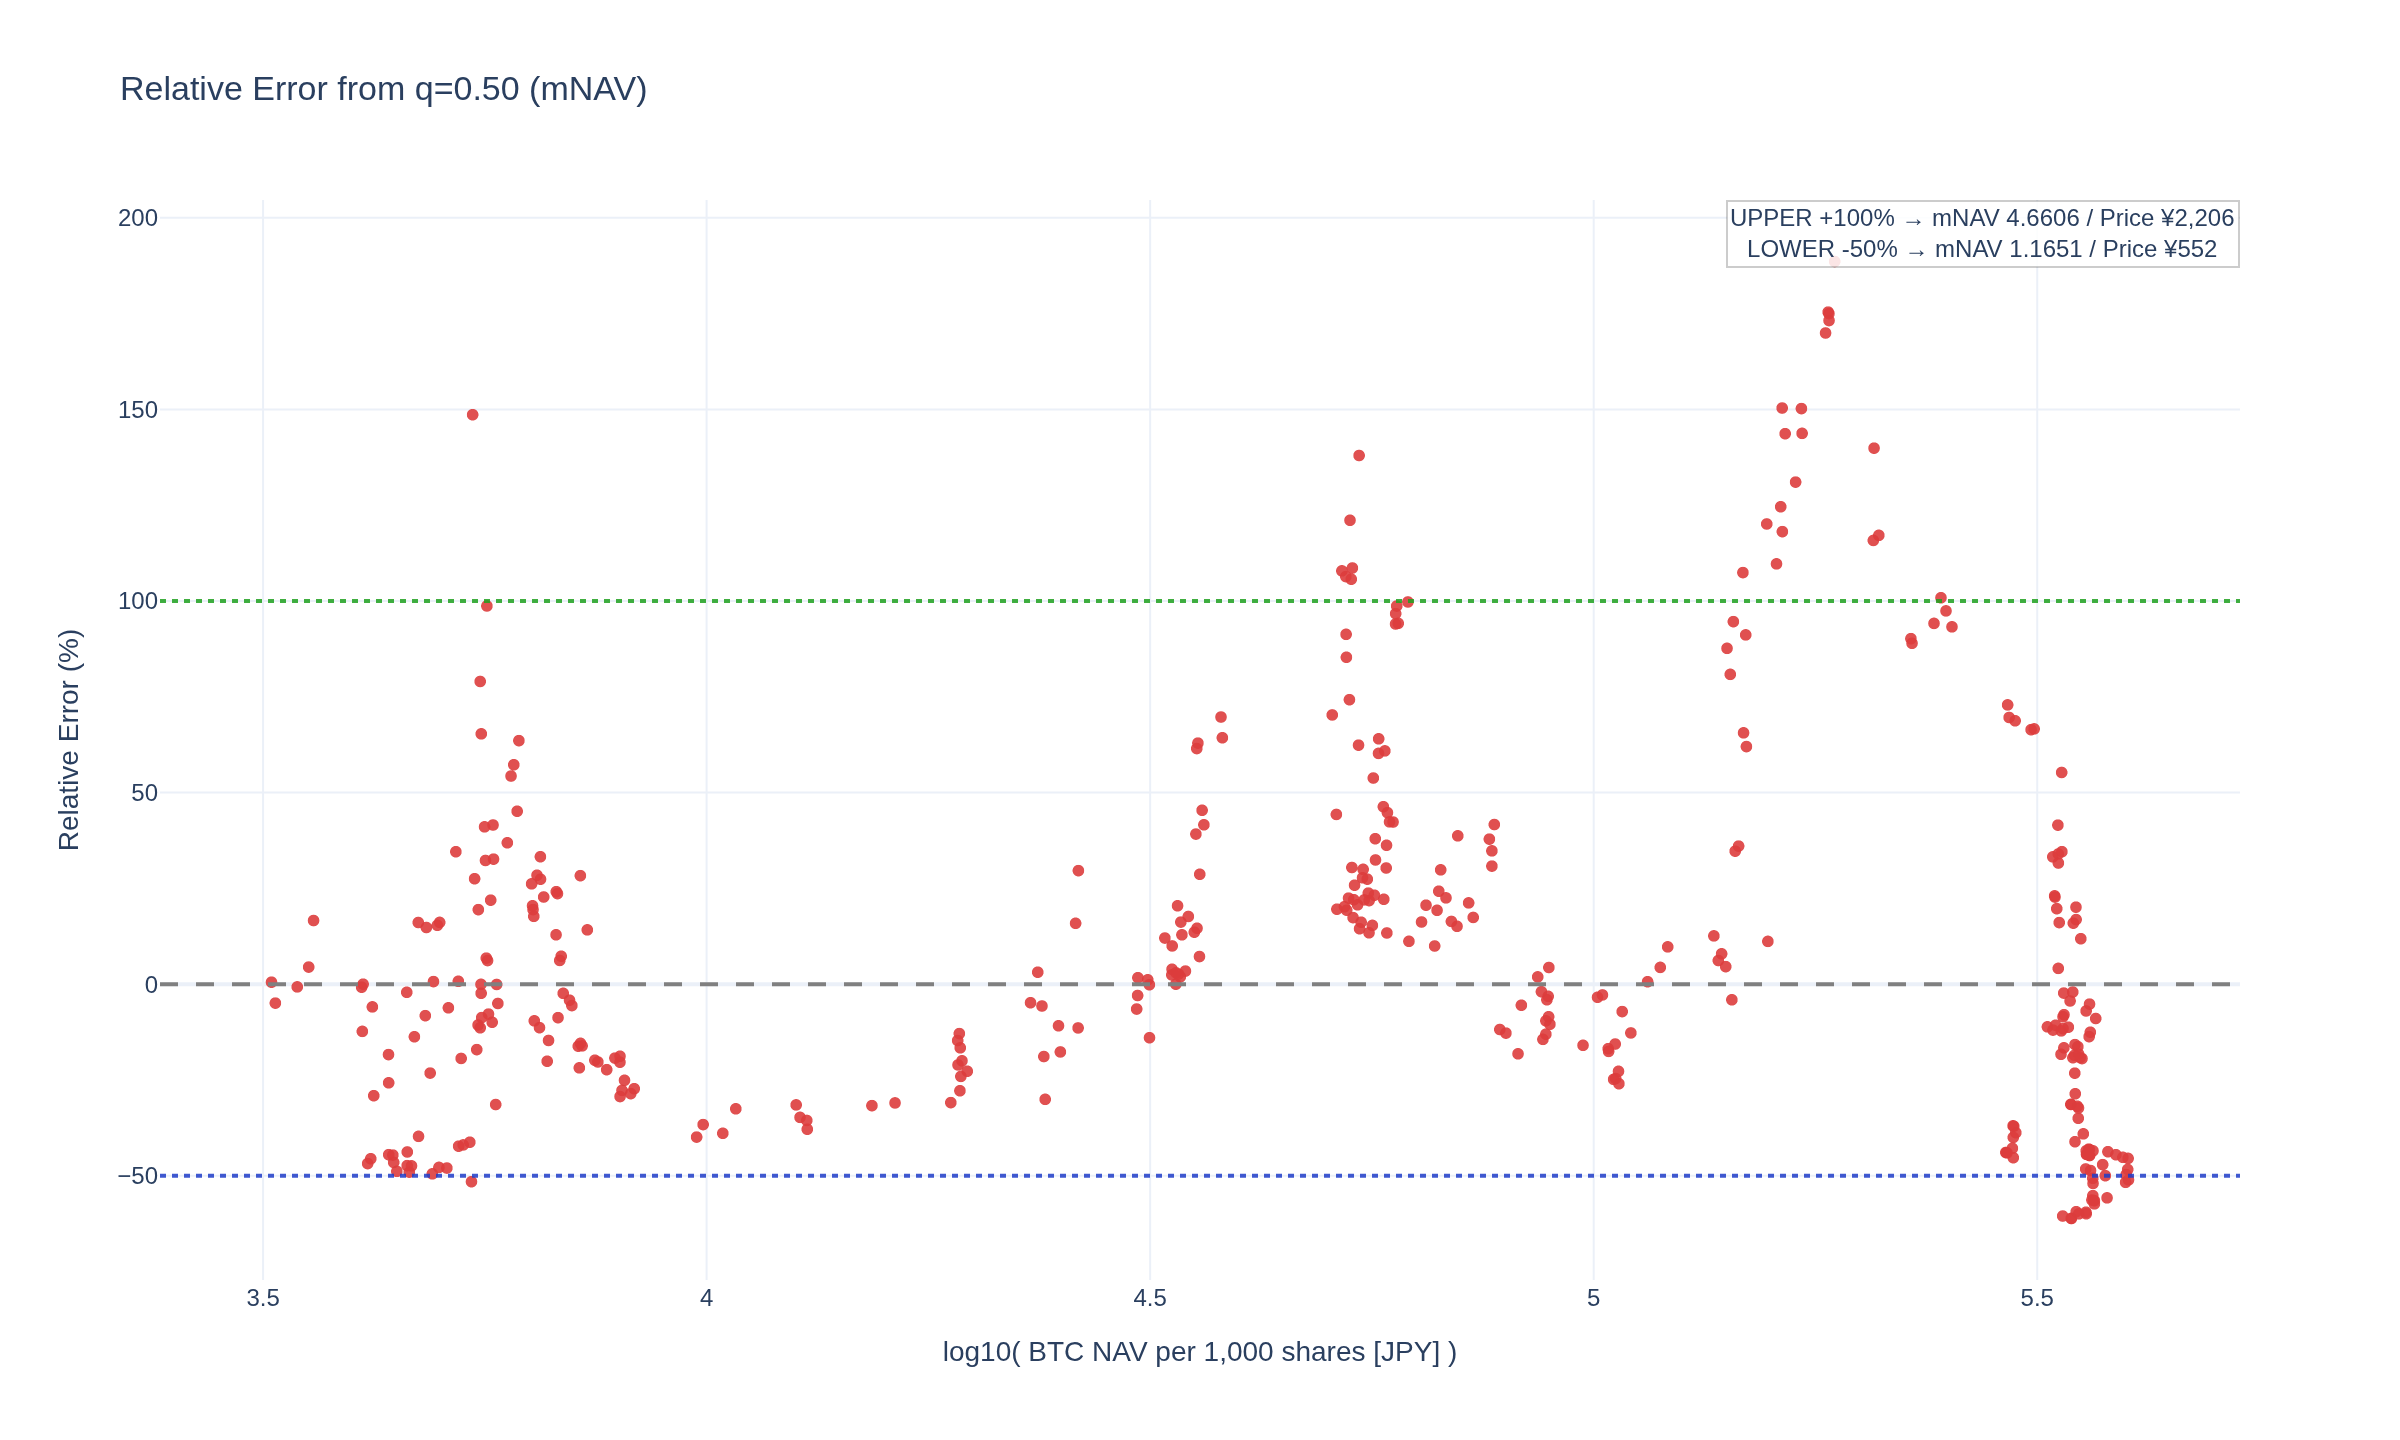 Relative Error from q=0.50 (mNAV)
UPPER +100% → mNAV 4.6606 / Price ¥2,206
LOWER -50% → mNAV 1.1651 / Price ¥552
200
150
100
50
0
−50
Relative Error (%)
3.5
4
4.5
5
5.5
log10( BTC NAV per 1,000 shares [JPY] )